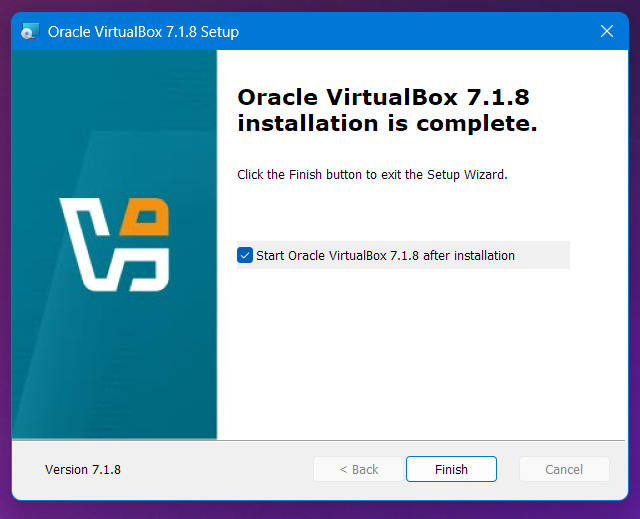 Oracle VirtualBox 7.1.8 Setup
Oracle VirtualBox 7.1.8
installation is complete.
Click the Finish button to exit the Setup Wizard.
Start Oracle VirtualBox 7.1.8 after installation
Version 7.1.8
< Back
Finish
Cancel